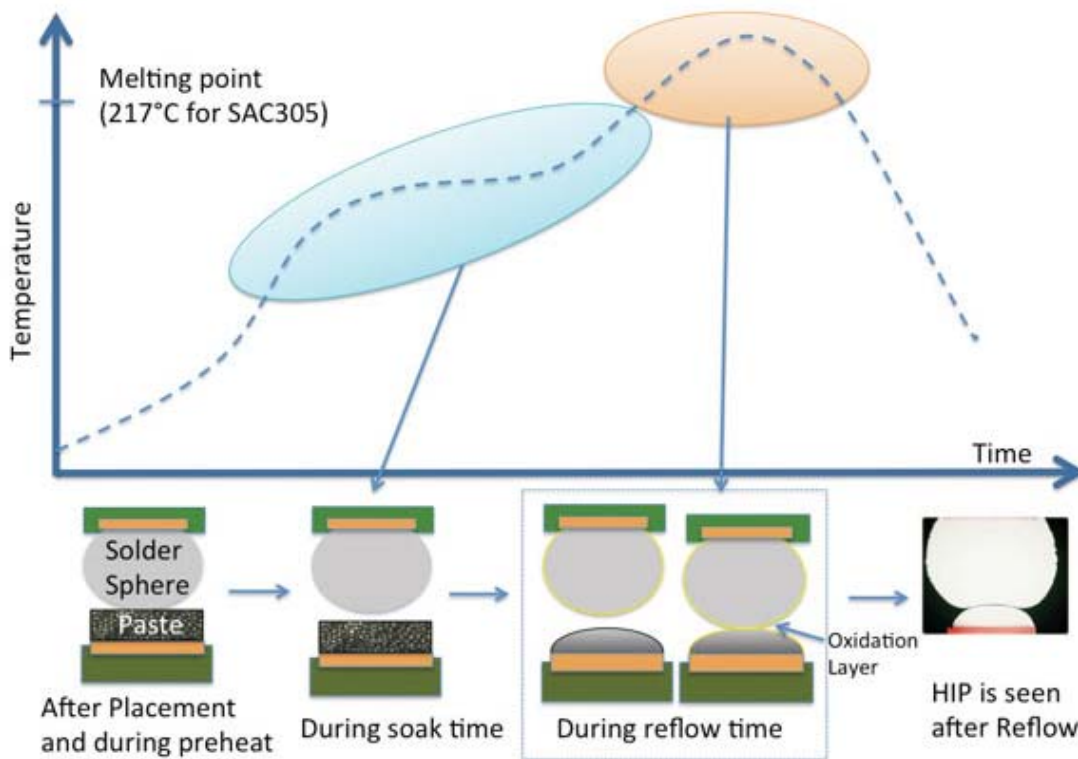 Melting point
(217°C for SAC305)
Temperature
Time
Solder
Sphere
Paste
Oxidation
Layer
After Placement
and during preheat
During soak time
During reflow time
HIP is seen
after Reflow